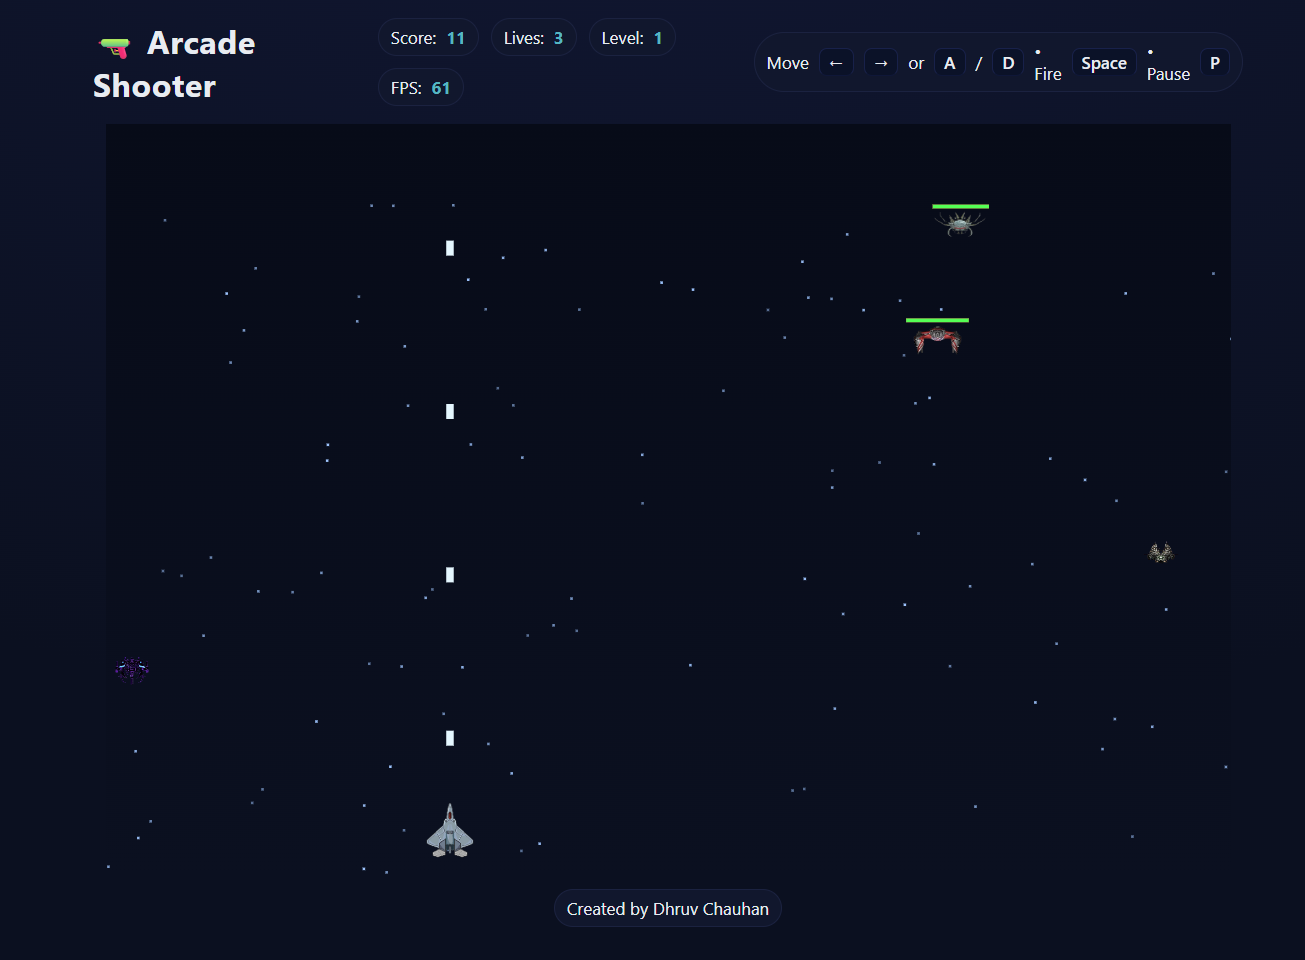 Arcade
Shooter
Score: 11
Lives: 3
Level: 1
FPS: 61
Move ← → or A / D • Fire Space • Pause P
Created by Dhruv Chauhan